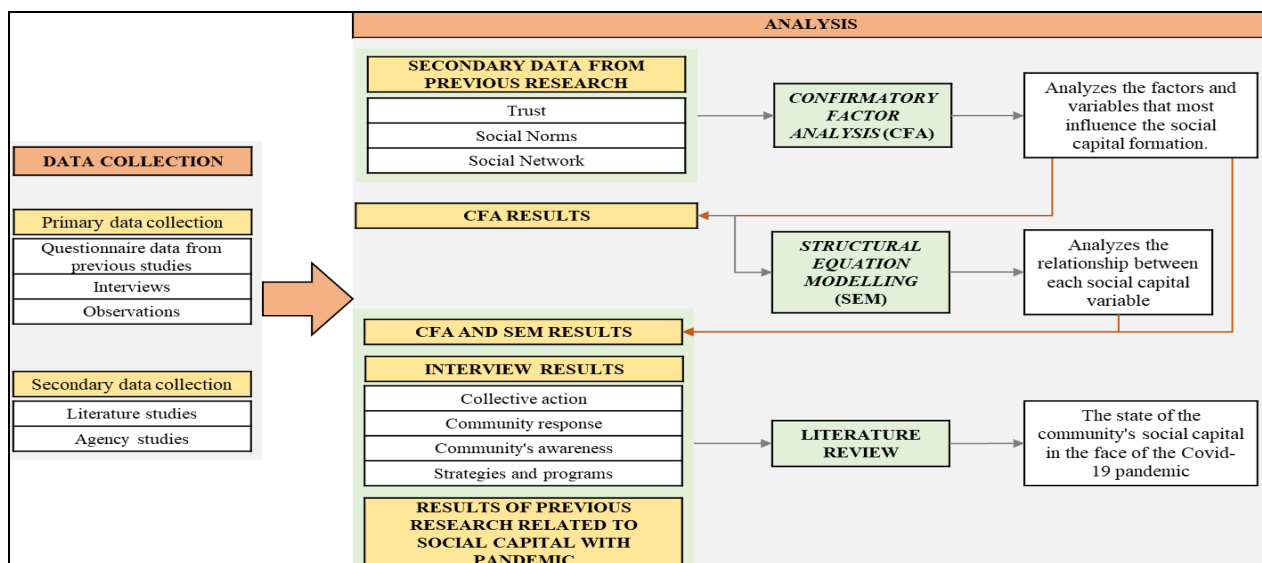 DATA COLLECTION
Primary data collection
Questionnaire data from
previous studies
Interviews
Observations
Secondary data collection
Literature studies
Agency studies
ANALYSIS
SECONDARY DATA FROM
PREVIOUS RESEARCH
Trust
Social Norms
Social Network
CONFIRMATORY
FACTOR
ANALYSIS (CFA)
Analyzes the factors and
variables that most
influence the social
capital formation.
CFA RESULTS
STRUCTURAL
EQUATION
MODELLING
(SEM)
Analyzes the
relationship between
each social capital
variable
CFA AND SEM RESULTS
INTERVIEW RESULTS
Collective action
Community response
Community's awareness
Strategies and programs
RESULTS OF PREVIOUS
RESEARCH RELATED TO
SOCIAL CAPITAL WITH
PANDEMIC
LITERATURE
REVIEW
The state of the
community's social capital
in the face of the Covid-
19 pandemic